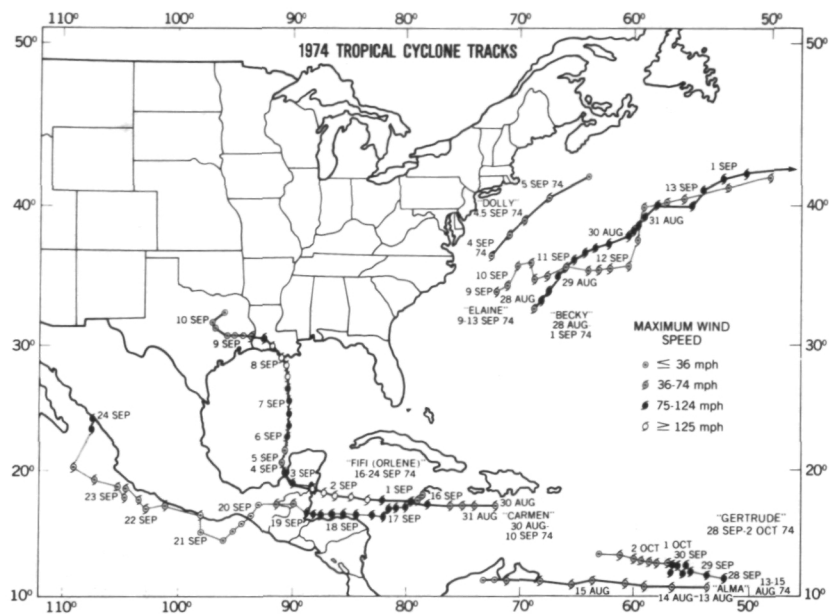 110° 100° 90° 80° 70° 60° 50°
1974 TROPICAL CYCLONE TRACKS
50° 50°
40° 40°
30° 30°
20° 20°
10° 10°
110° 100° 90° 80° 70° 60° 50°
5 SEP 74
"DOLLY"
4.5 SEP 74
4 SEP
74
13 SEP
1 SEP
31 AUG
30 AUG
12 SEP
11 SEP
29 AUG
10 SEP
9 SEP
28 AUG
28 AUG
"ELAINE"
9-13 SEP 74
"BECKY"
28 AUG-
1 SEP 74
MAXIMUM WIND
SPEED
≤ 36 mph
36-74 mph
75-124 mph
≥ 125 mph
10 SEP
9 SEP
8 SEP
7 SEP
6 SEP
5 SEP
4 SEP
3 SEP
2 SEP
1 SEP
31 AUG
30 AUG
"CARMEN"
30 AUG-
10 SEP 74
"FIFI (ORLENE)"
16-24 SEP 74
16 SEP
17 SEP
18 SEP
19 SEP
20 SEP
21 SEP
22 SEP
23 SEP
24 SEP
"GERTRUDE"
28 SEP-2 OCT 74
2 OCT
1 OCT
30 SEP
29 SEP
28 SEP
"ALMA"
13-15
AUG 74
15 AUG
14 AUG
13 AUG